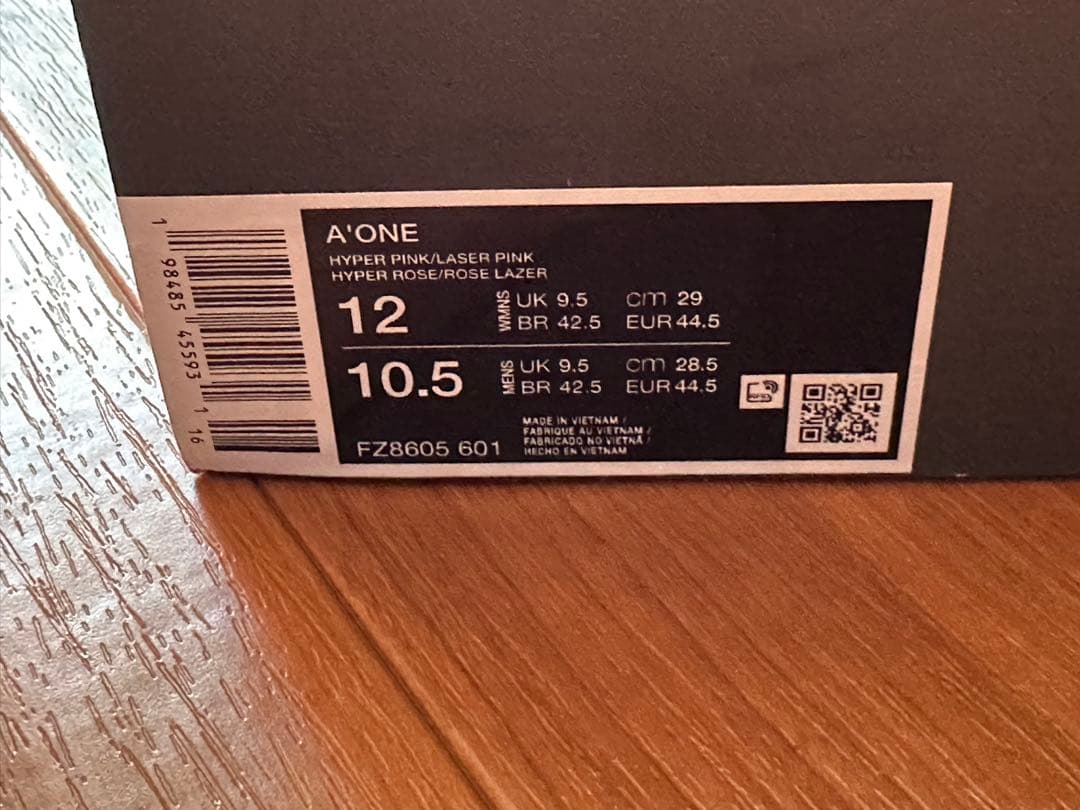 A'ONE
HYPER PINK/LASER PINK
HYPER ROSE/ROSE LAZER
12 WMNS UK 9.5 cm 29
BR 42.5 EUR 44.5
10.5 MENS UK 9.5 cm 28.5
BR 42.5 EUR 44.5
FZ8605 601
MADE IN VIETNAM /
FABRIQUE AU VIETNAM /
FABRICADO NO VIETNÃ /
HECHO EN VIETNAM
1 98485 45593 1 16